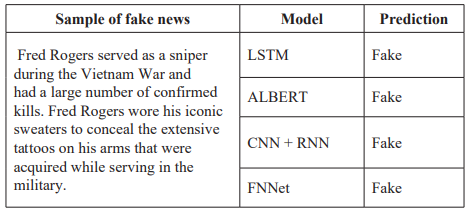 Sample of fake news Model Prediction
Fred Rogers served as a sniper
during the Vietnam War and
had a large number of confirmed
kills. Fred Rogers wore his iconic
sweaters to conceal the extensive
tattoos on his arms that were
acquired while serving in the
military.
LSTM Fake
ALBERT Fake
CNN + RNN Fake
FNNet Fake